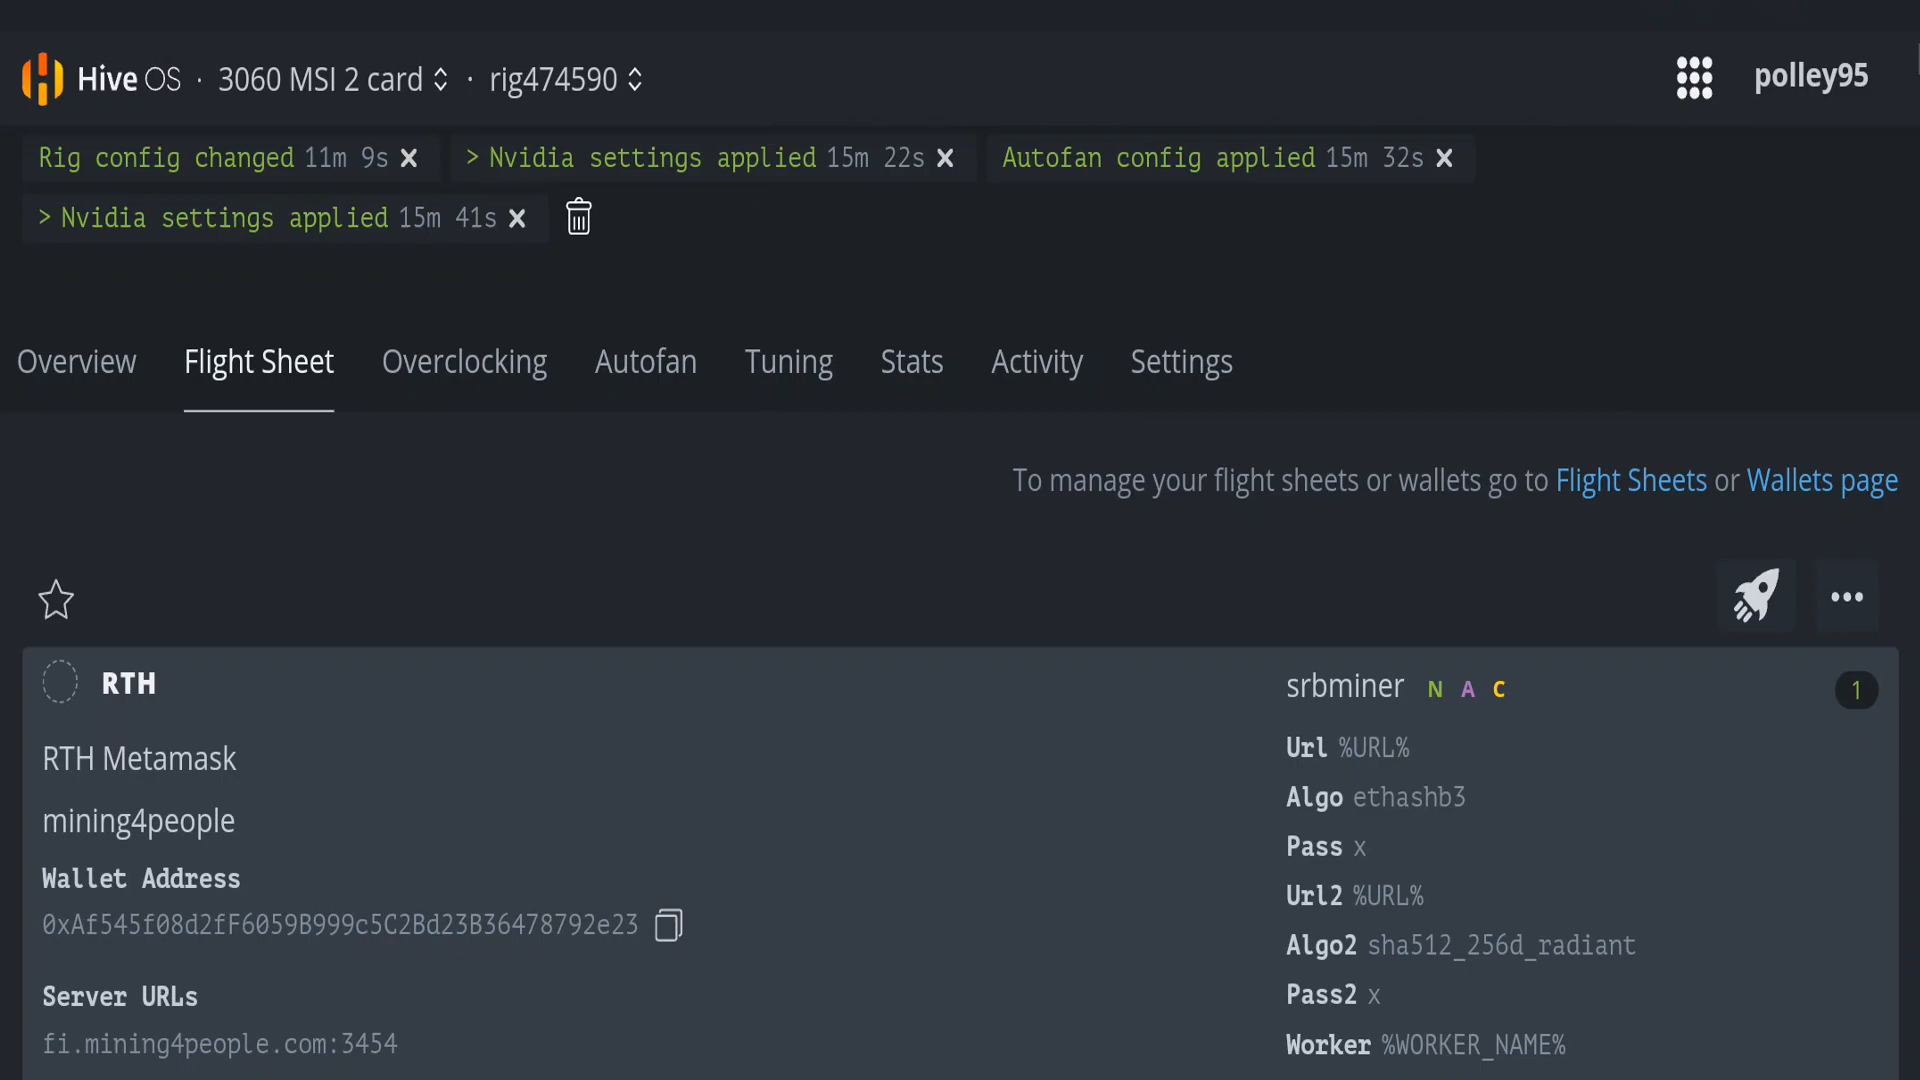 Hive OS · 3060 MSI 2 card · rig474590 polley95
Rig config changed 11m 9s > Nvidia settings applied 15m 22s Autofan config applied 15m 32s
> Nvidia settings applied 15m 41s
Overview Flight Sheet Overclocking Autofan Tuning Stats Activity Settings
To manage your flight sheets or wallets go to Flight Sheets or Wallets page
RTH srbminer N A C 1
RTH Metamask
Url %URL%
mining4people
Algo ethashb3
Pass x
Wallet Address
Url2 %URL%
0xAf545f08d2fF6059B999c5C2Bd23B36478792e23
Algo2 sha512_256d_radiant
Server URLs
Pass2 x
fi.mining4people.com:3454
Worker %WORKER_NAME%